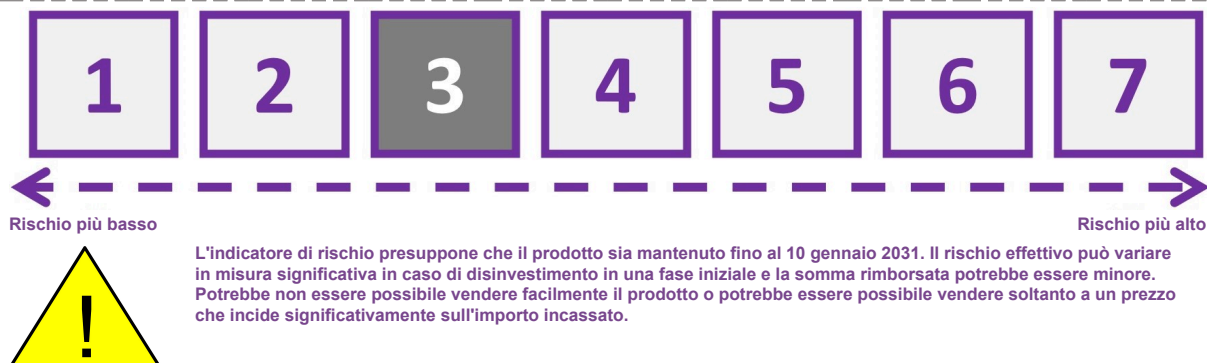 1 2 3 4 5 6 7
Rischio più basso Rischio più alto
L'indicatore di rischio presuppone che il prodotto sia mantenuto fino al 10 gennaio 2031. Il rischio effettivo può variare
in misura significativa in caso di disinvestimento in una fase iniziale e la somma rimborsata potrebbe essere minore.
Potrebbe non essere possibile vendere facilmente il prodotto o potrebbe essere possibile vendere soltanto a un prezzo
che incide significativamente sull'importo incassato.
!